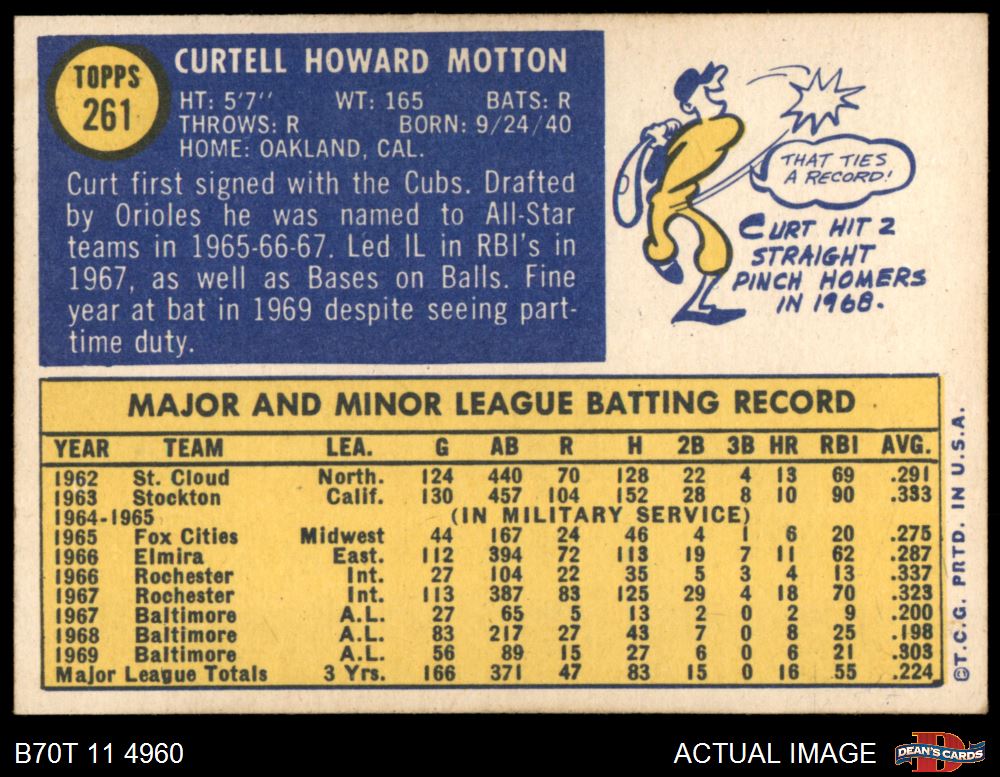 TOPPS
261
CURTELL HOWARD MOTTON
HT: 5'7" WT: 165 BATS: R
THROWS: R BORN: 9/24/40
HOME: OAKLAND, CAL.
Curt first signed with the Cubs. Drafted
by Orioles he was named to All-Star
teams in 1965-66-67. Led IL in RBI's in
1967, as well as Bases on Balls. Fine
year at bat in 1969 despite seeing part-
time duty.
THAT TIES
A RECORD!
CURT HIT 2
STRAIGHT
PINCH HOMERS
IN 1968.
MAJOR AND MINOR LEAGUE BATTING RECORD
YEAR TEAM LEA. G AB R H 2B 3B HR RBI AVG.
1962 St. Cloud North. 124 440 70 128 22 4 13 69 .291
1963 Stockton Calif. 130 457 104 152 28 8 10 90 .333
1964-1965 (IN MILITARY SERVICE)
1965 Fox Cities Midwest 44 167 24 46 4 1 6 20 .275
1966 Elmira East. 112 394 72 113 19 7 11 62 .287
1966 Rochester Int. 27 104 22 35 5 3 4 13 .337
1967 Rochester Int. 113 387 83 125 29 4 18 70 .323
1967 Baltimore A.L. 27 65 5 13 2 0 2 9 .200
1968 Baltimore A.L. 83 217 27 43 7 0 8 25 .198
1969 Baltimore A.L. 56 89 15 27 6 0 6 21 .303
Major League Totals 3 Yrs. 166 371 47 83 15 0 16 55 .224
©T.C.G. PRTD. IN U.S.A.
B70T 11 4960
ACTUAL IMAGE
D
DEAN'S CARDS